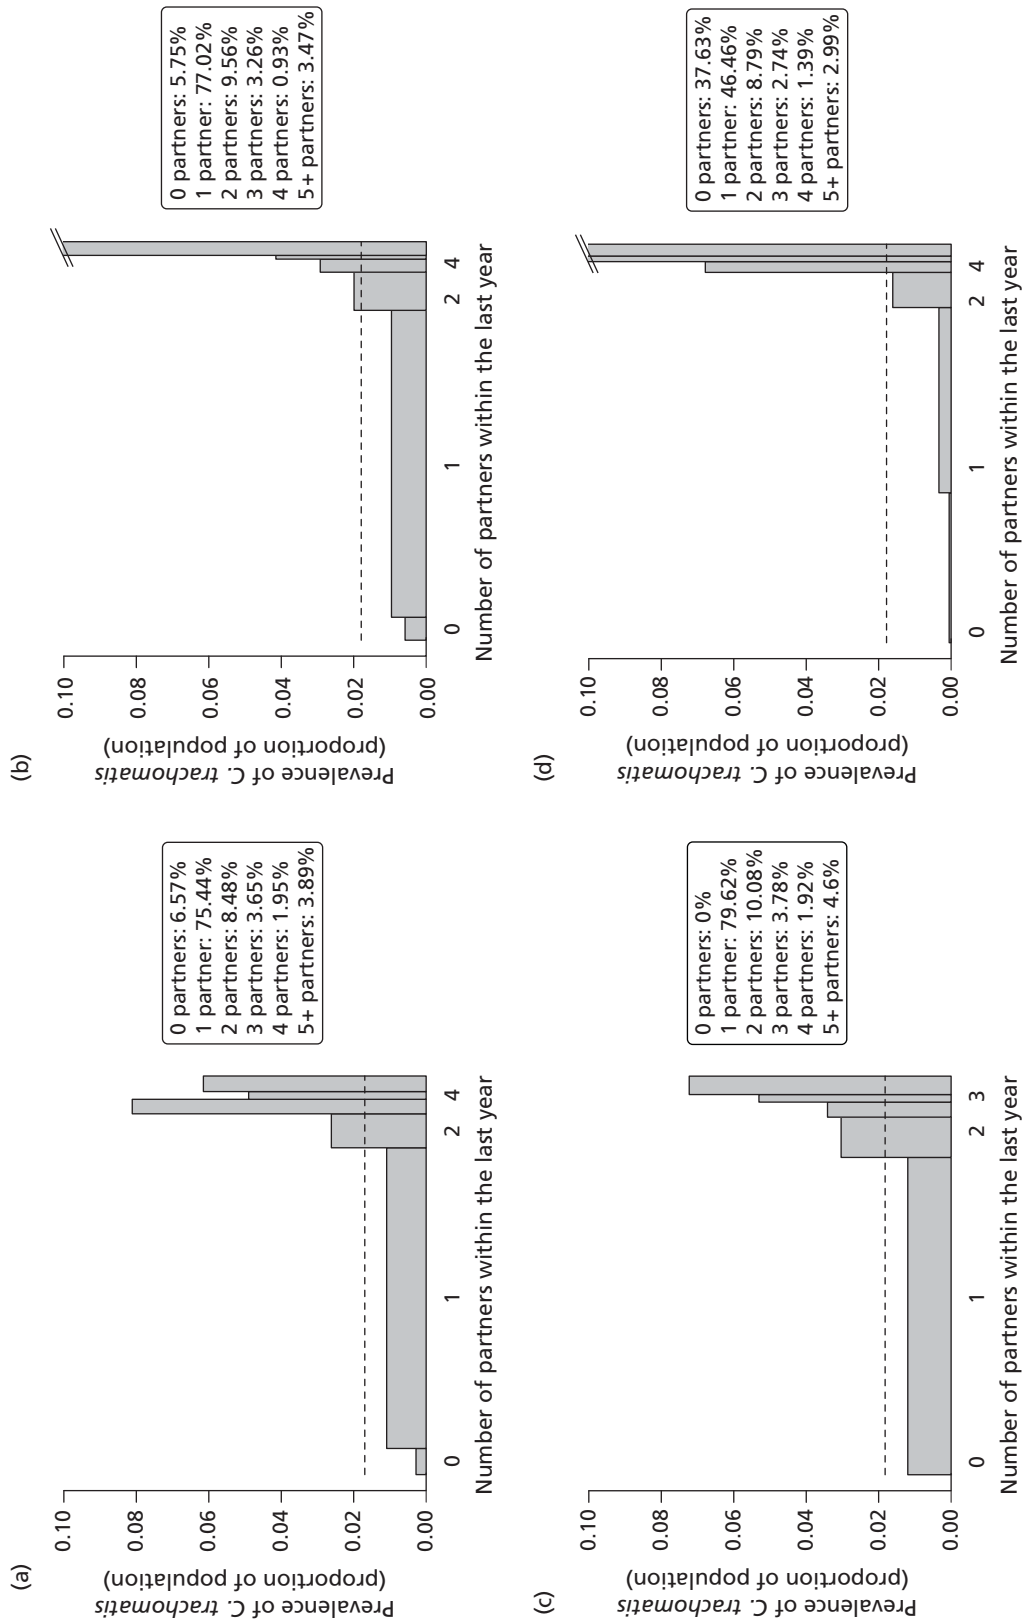 (a)
Prevalence of C. trachomatis
(proportion of population)
0.10
0.08
0.06
0.04
0.02
0.00
0 1 2 4
Number of partners within the last year
0 partners: 6.57%
1 partner: 75.44%
2 partners: 8.48%
3 partners: 3.65%
4 partners: 1.95%
5+ partners: 3.89%
(b)
Prevalence of C. trachomatis
(proportion of population)
0.10
0.08
0.06
0.04
0.02
0.00
0 1 2 4
Number of partners within the last year
0 partners: 5.75%
1 partner: 77.02%
2 partners: 9.56%
3 partners: 3.26%
4 partners: 0.93%
5+ partners: 3.47%
(c)
Prevalence of C. trachomatis
(proportion of population)
0.10
0.08
0.06
0.04
0.02
0.00
0 1 2 3
Number of partners within the last year
0 partners: 0%
1 partner: 79.62%
2 partners: 10.08%
3 partners: 3.78%
4 partners: 1.92%
5+ partners: 4.6%
(d)
Prevalence of C. trachomatis
(proportion of population)
0.10
0.08
0.06
0.04
0.02
0.00
0 1 2 4
Number of partners within the last year
0 partners: 37.63%
1 partner: 46.46%
2 partners: 8.79%
3 partners: 2.74%
4 partners: 1.39%
5+ partners: 2.99%